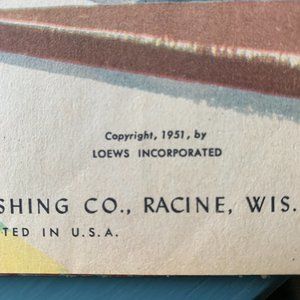 Copyright, 1951, by
LOEWS INCORPORATED
SHING CO., RACINE, WIS.
TED IN U.S.A.